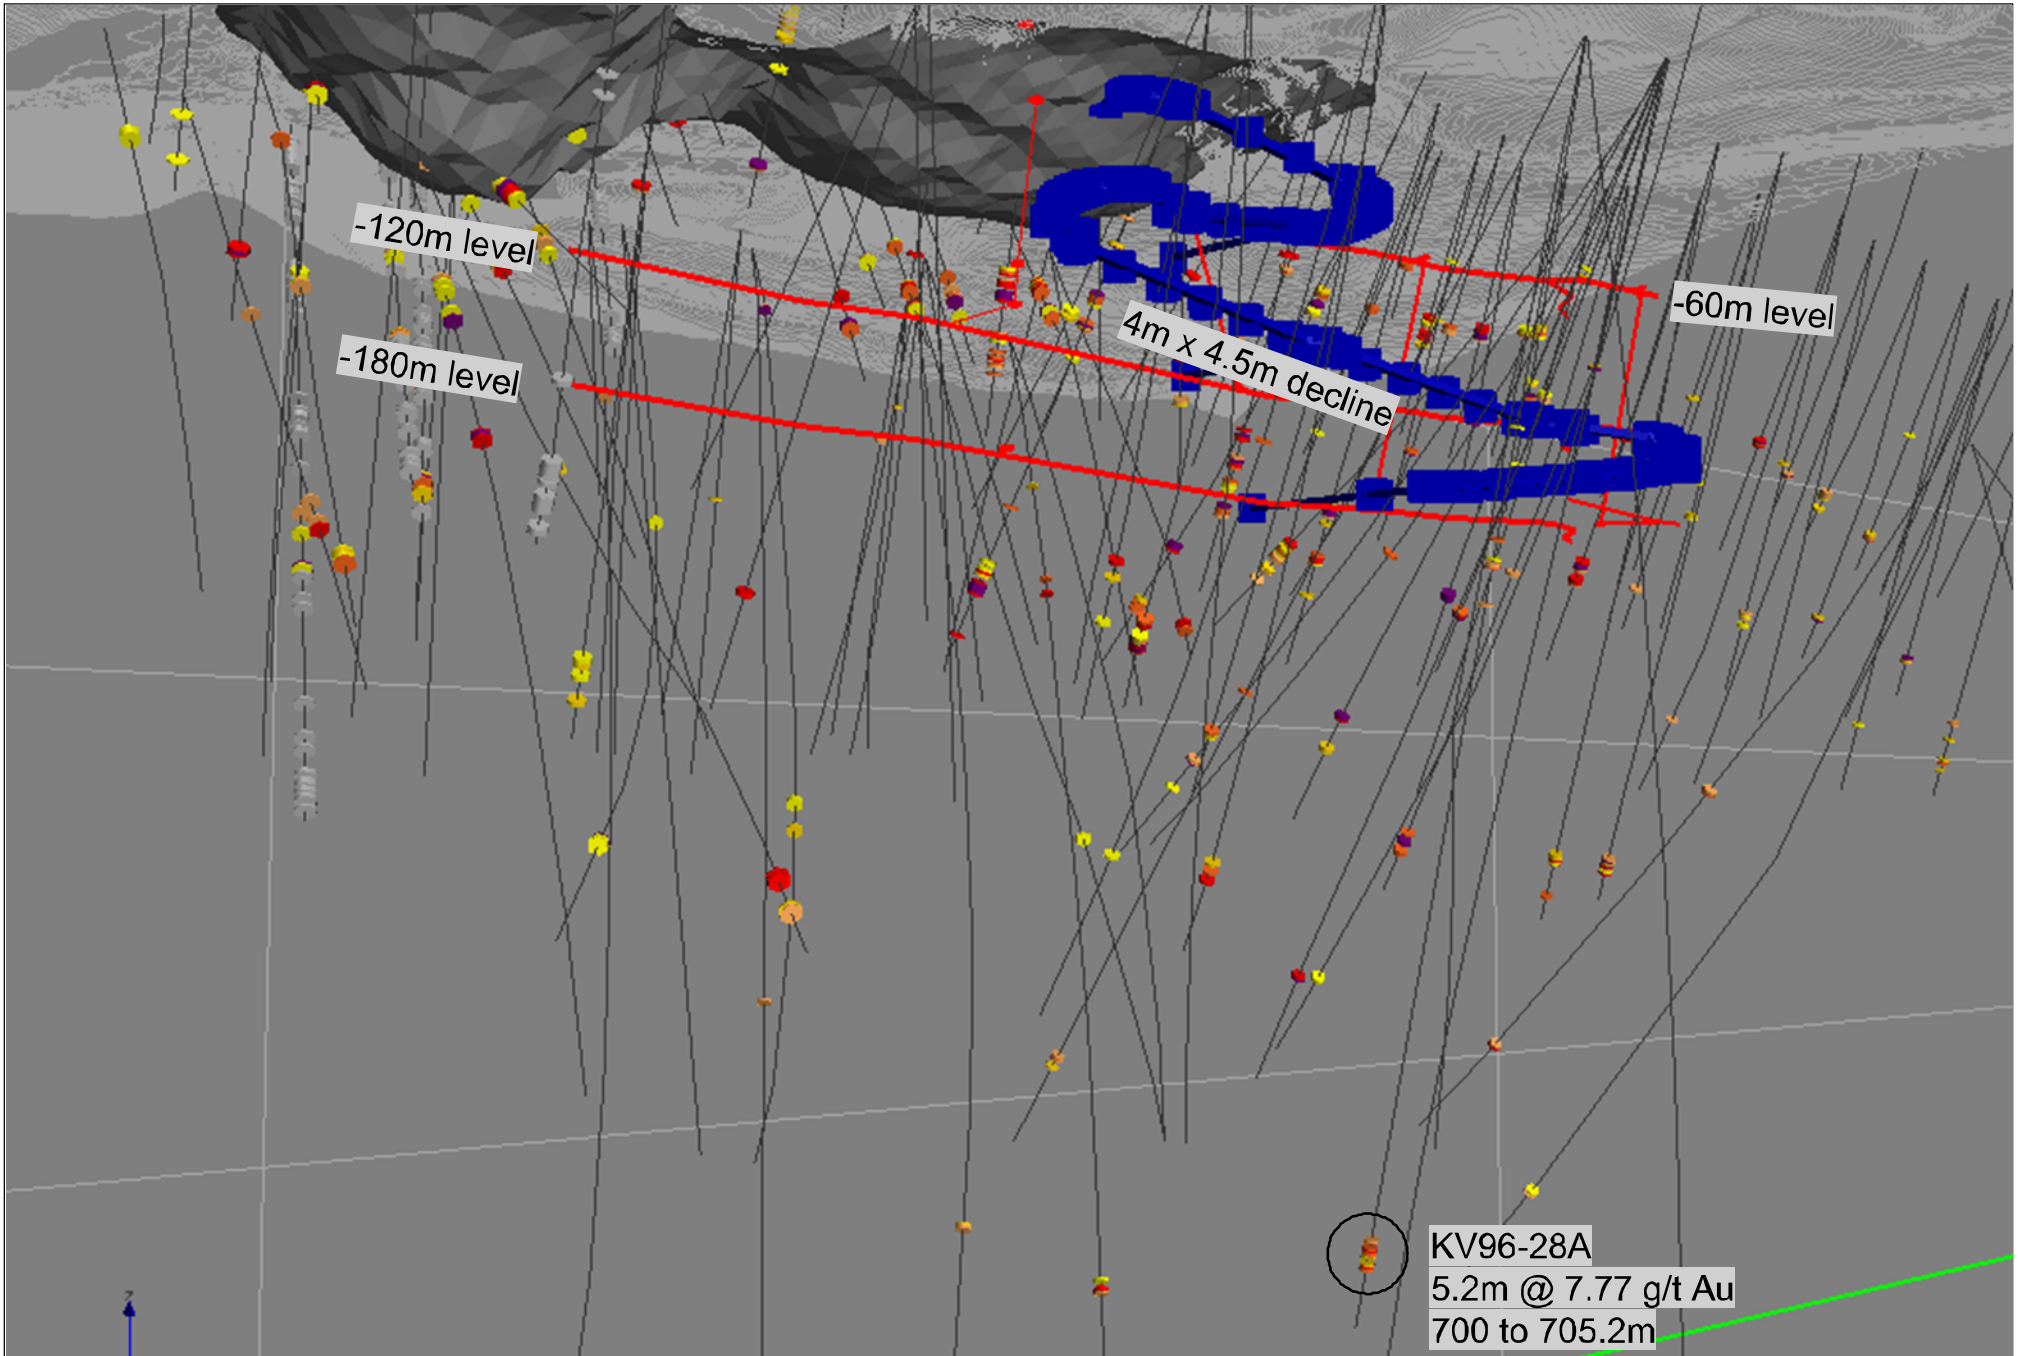 -120m level
-60m level
4m x 4.5m decline
-180m level
KV96-28A
5.2m @ 7.77 g/t Au
700 to 705.2m
Z